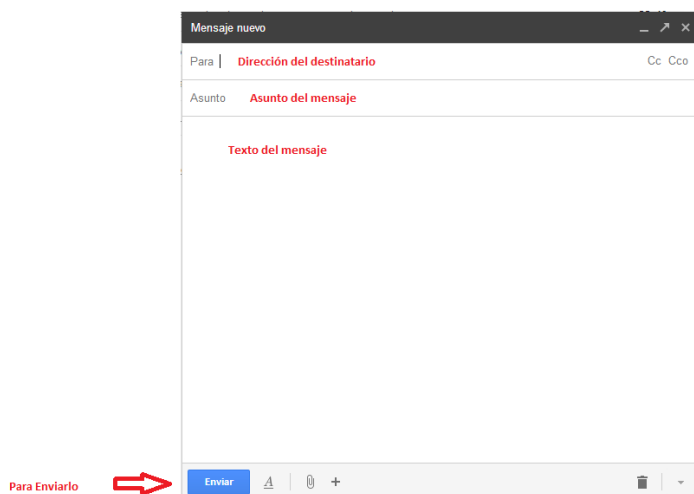 Mensaje nuevo
Para Dirección del destinatario Cc Cco
Asunto Asunto del mensaje
Texto del mensaje
Para Enviarlo Enviar A